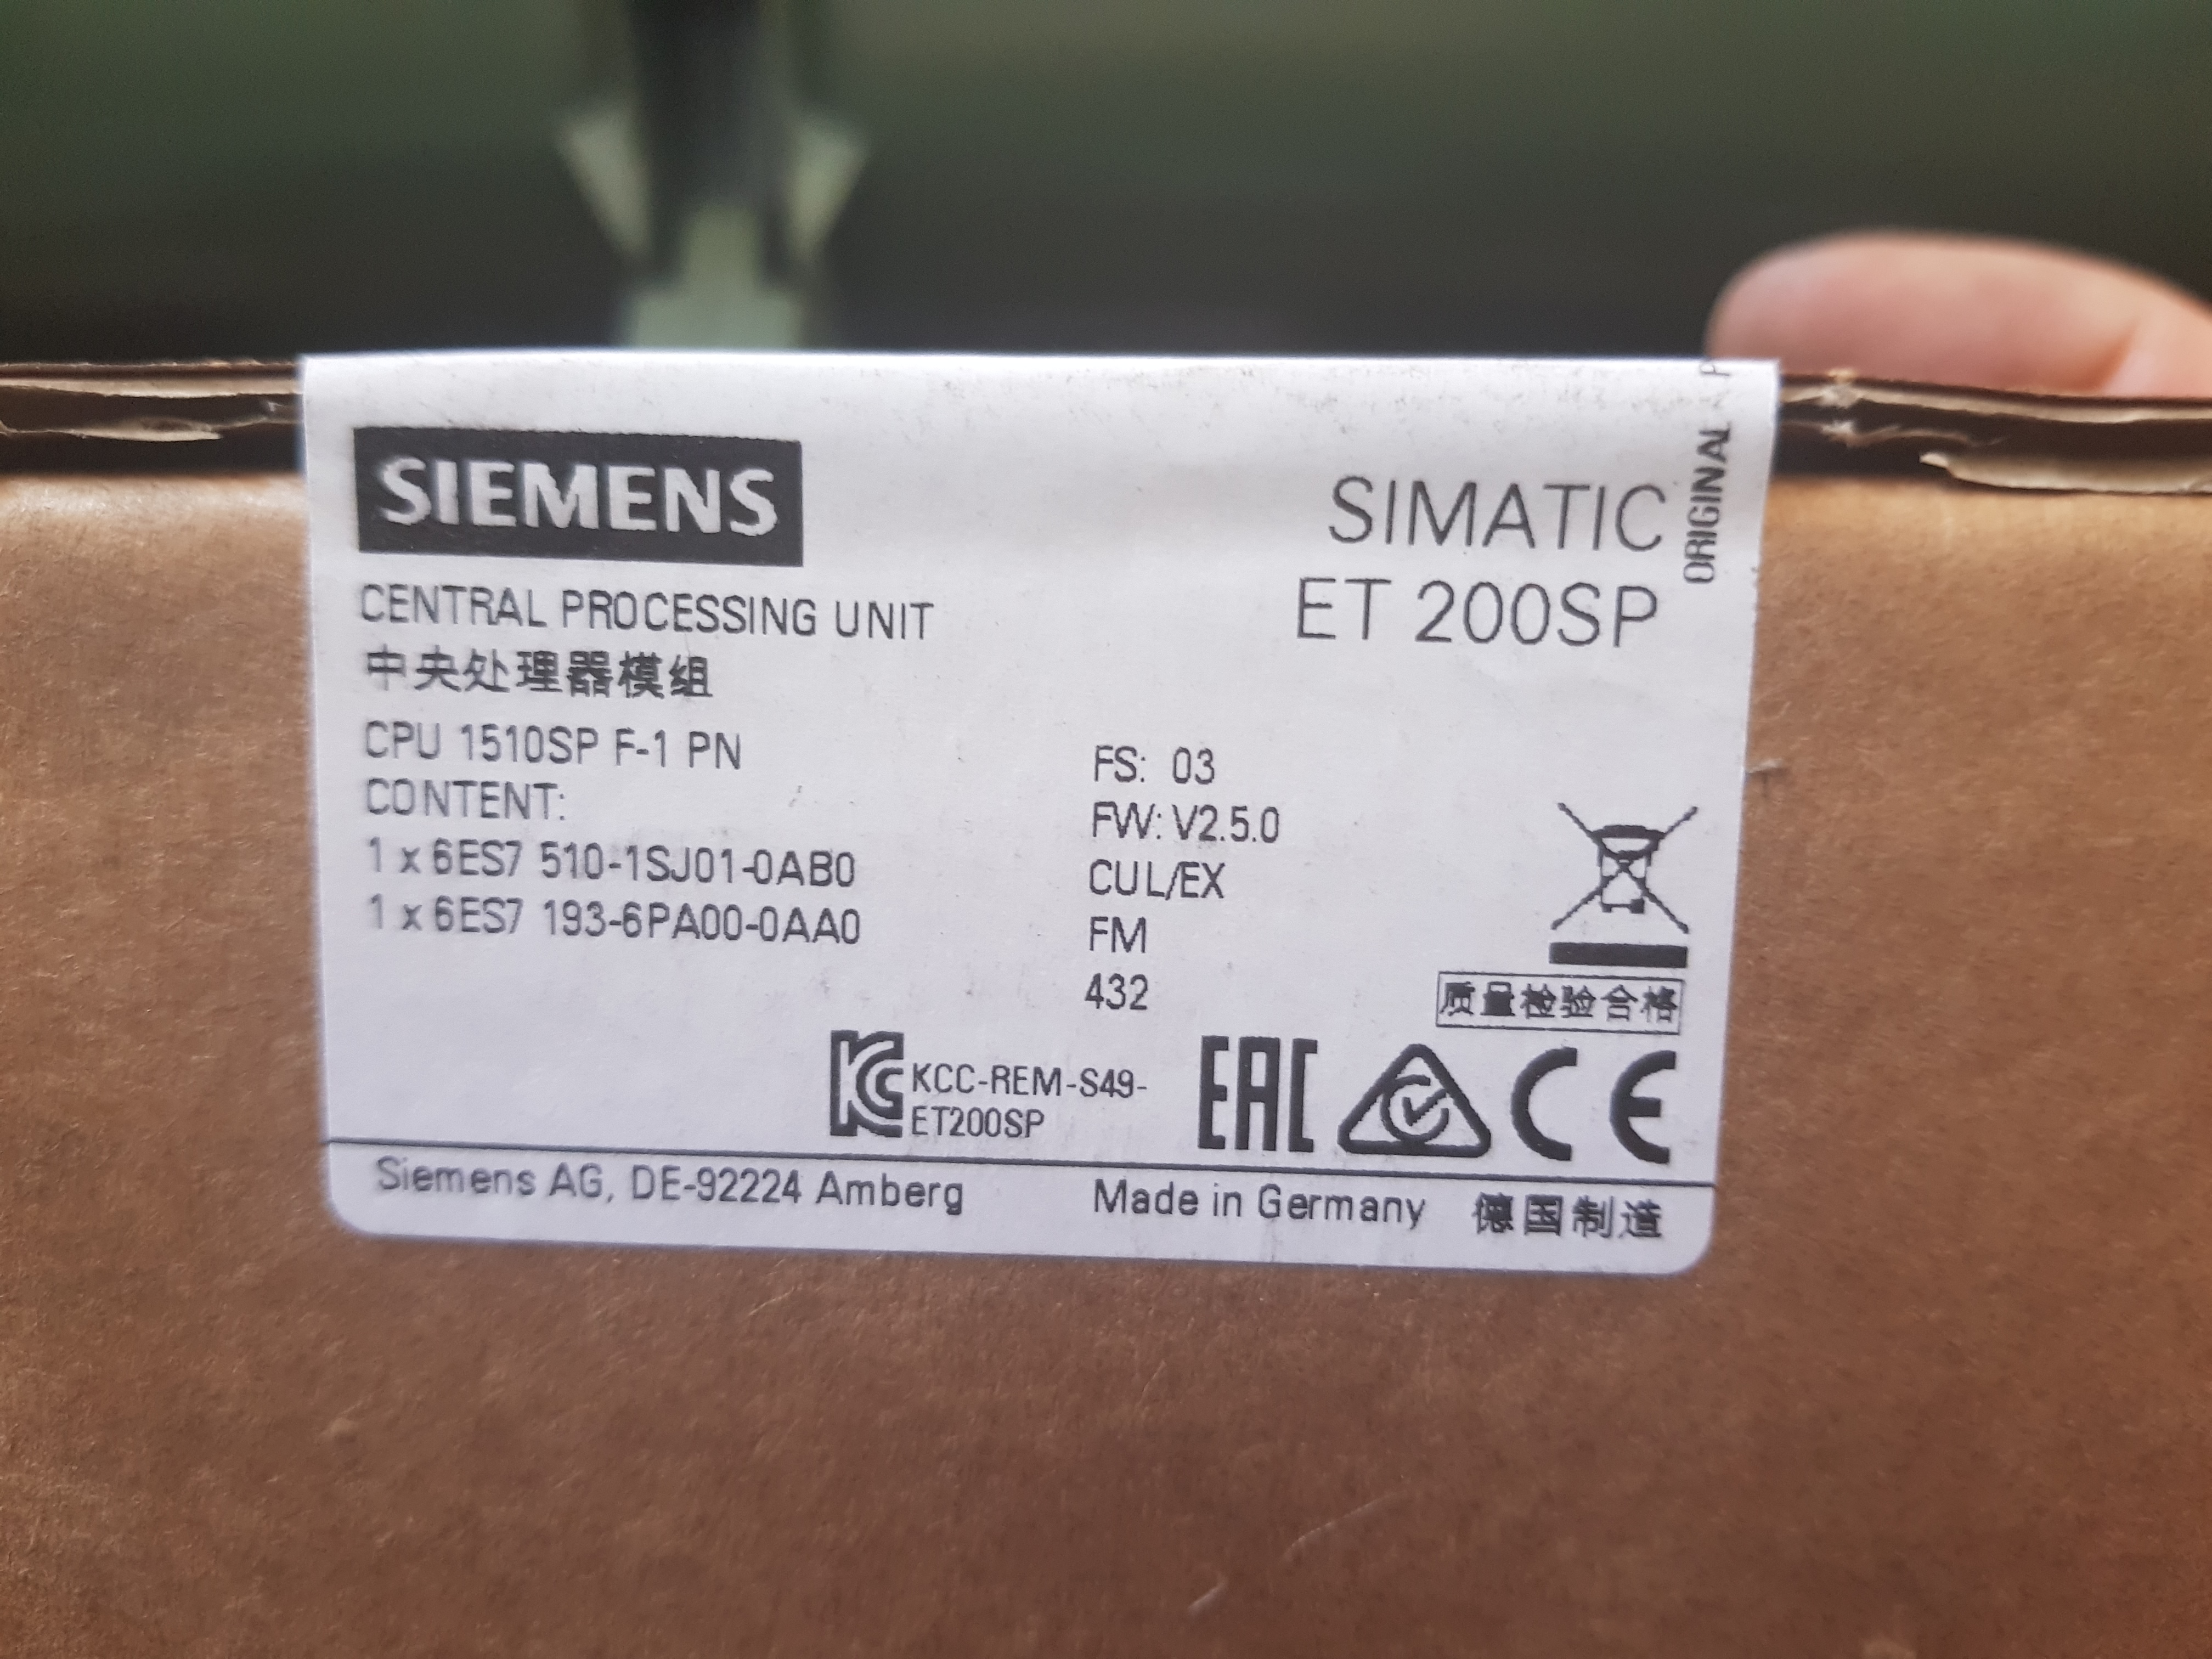 SIEMENS
SIMATIC
ET 200SP
ORIGINAL
CENTRAL PROCESSING UNIT
中央处理器模组
CPU 1510SP F-1 PN
CONTENT:
1 x 6ES7 510-1SJ01-0AB0
1 x 6ES7 193-6PA00-0AA0
FS: 03
FW: V2.5.0
CUL/EX
FM
432
质量检验合格
KCC-REM-S49-
ET200SP
EAC
CE
Siemens AG, DE-92224 Amberg
Made in Germany 德国制造